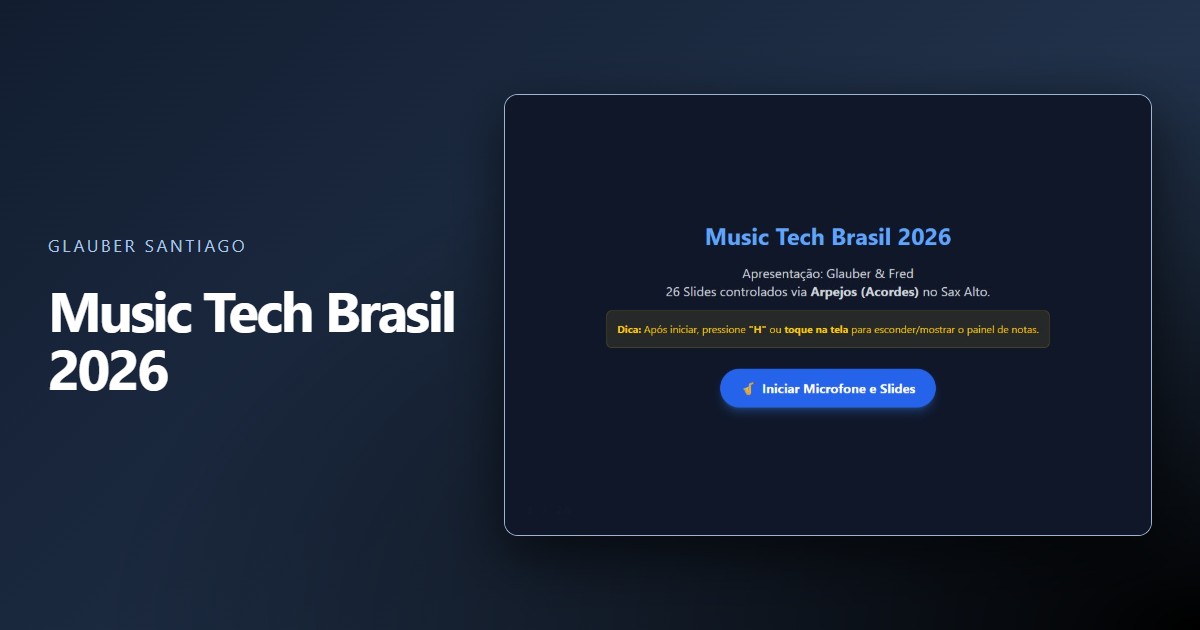 GLAUBER SANTIAGO
Music Tech Brasil
2026
Music Tech Brasil 2026
Apresentação: Glauber & Fred
26 Slides controlados via Arpejos (Acordes) no Sax Alto.
Dica: Após iniciar, pressione "H" ou toque na tela para esconder/mostrar o painel de notas.
🎷 Iniciar Microfone e Slides